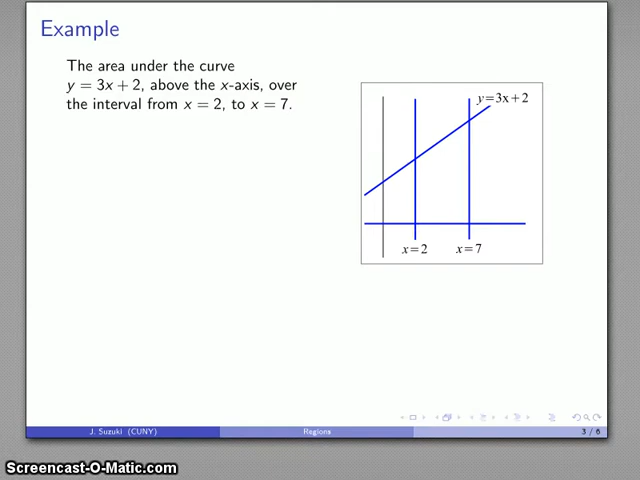 Example
The area under the curve
y = 3x + 2, above the x-axis, over
the interval from x = 2, to x = 7.
y=3x+2
x=2 x=7
J. Suzuki (CUNY) Regions 3 / 6
Screencast-O-Matic.com